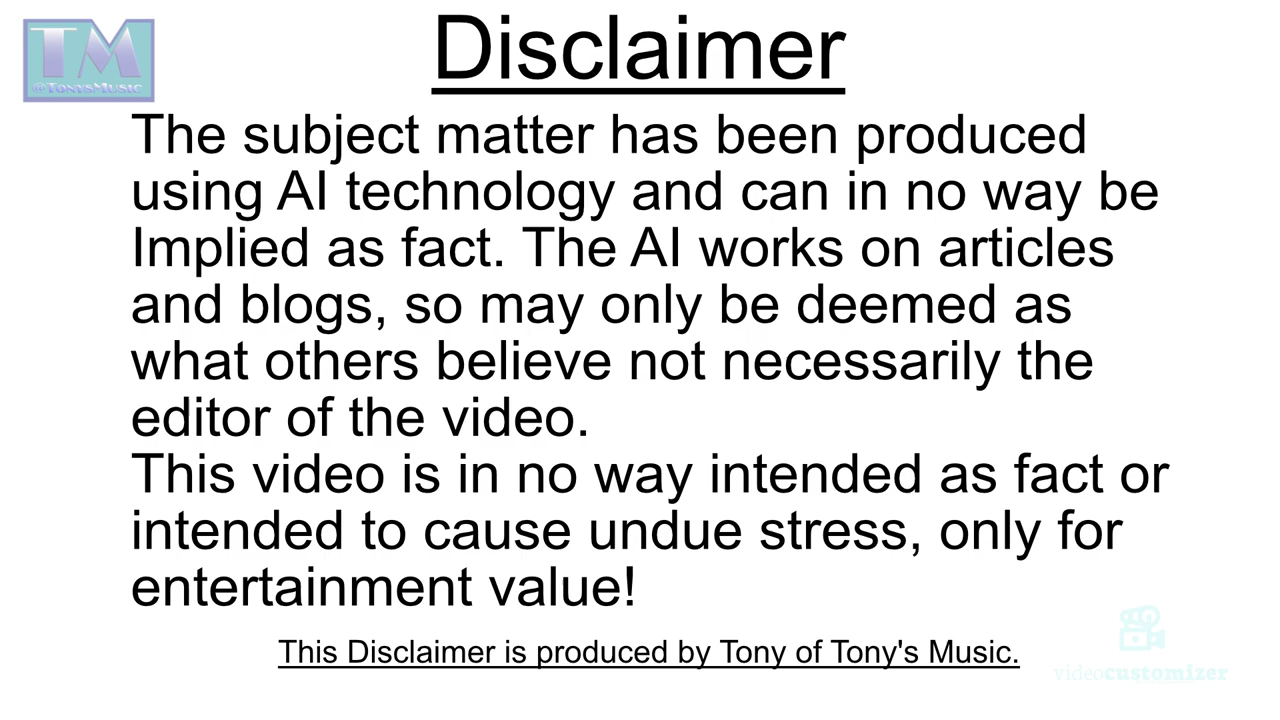 TM
@TonysMusic
Disclaimer
The subject matter has been produced
using AI technology and can in no way be
Implied as fact. The AI works on articles
and blogs, so may only be deemed as
what others believe not necessarily the
editor of the video.
This video is in no way intended as fact or
intended to cause undue stress, only for
entertainment value!
This Disclaimer is produced by Tony of Tony's Music.
videocustomizer